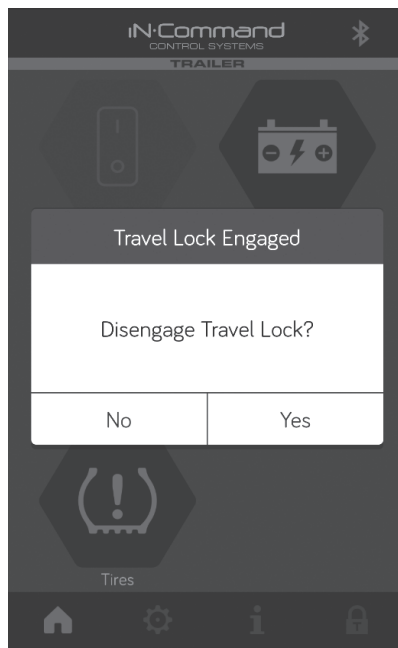 iN·Command
CONTROL SYSTEMS
TRAILER
Travel Lock Engaged
Disengage Travel Lock?
No
Yes
Tires